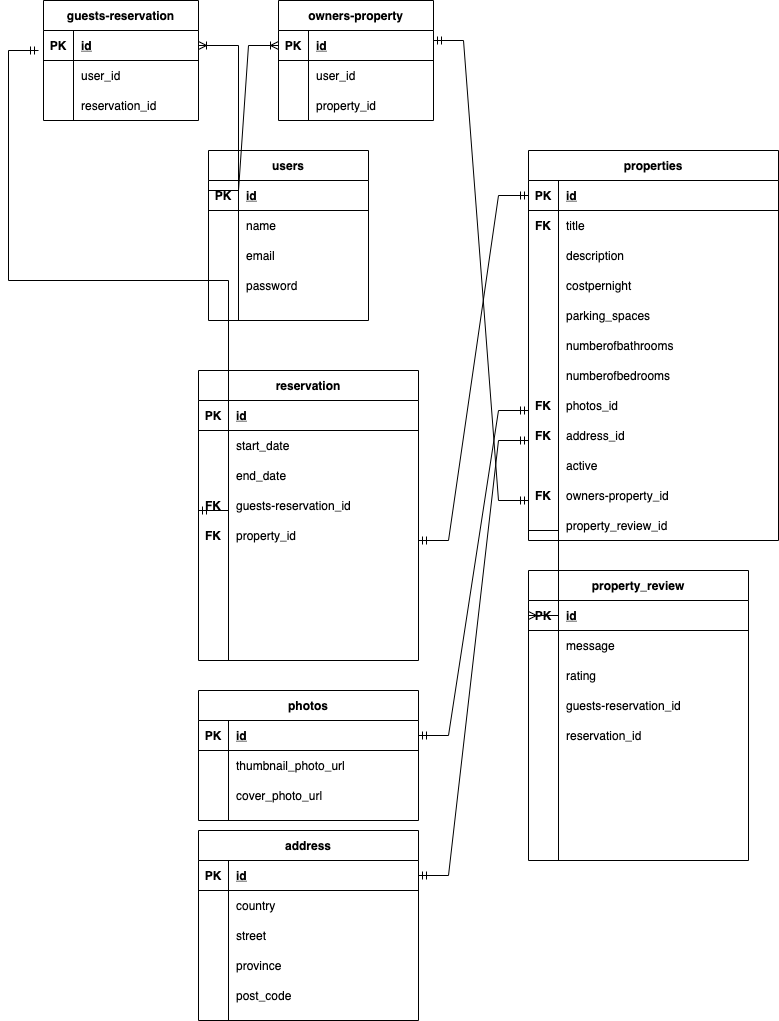 guests-reservation
PK id
user_id
reservation_id
owners-property
PK id
user_id
property_id
users
PK id
name
email
password
properties
PK id
FK title
description
costpernight
parking_spaces
numberofbathrooms
numberofbedrooms
FK photos_id
FK address_id
active
FK owners-property_id
property_review_id
reservation
PK id
start_date
end_date
FK guests-reservation_id
FK property_id
property_review
PK id
message
rating
guests-reservation_id
reservation_id
photos
PK id
thumbnail_photo_url
cover_photo_url
address
PK id
country
street
province
post_code